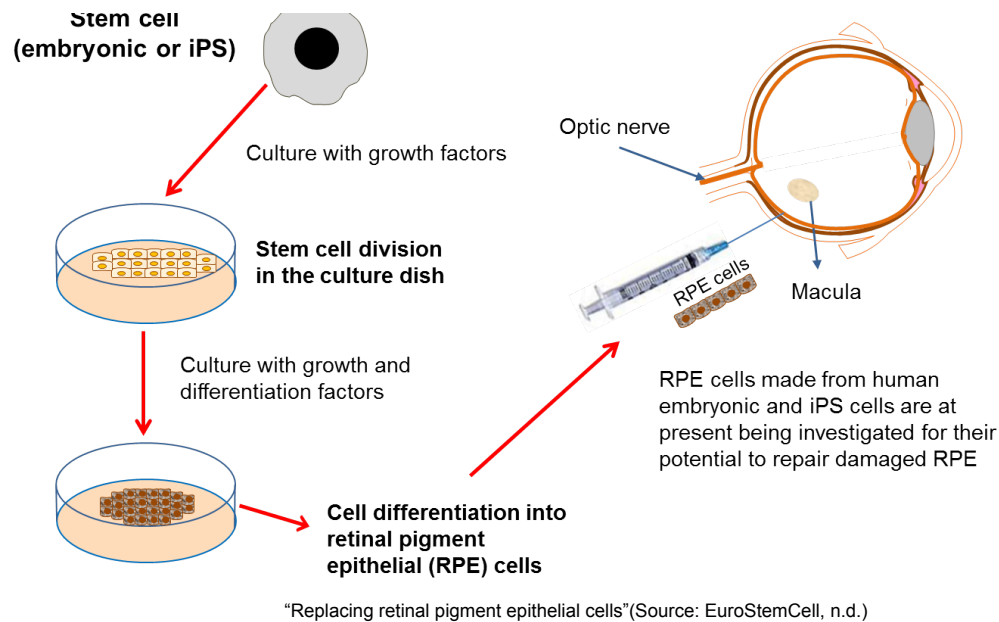 Stem cell
(embryonic or iPS)
Culture with growth factors
Stem cell division
in the culture dish
Culture with growth and
differentiation factors
Cell differentiation into
retinal pigment
epithelial (RPE) cells
Optic nerve
RPE cells
Macula
RPE cells made from human
embryonic and iPS cells are at
present being investigated for their
potential to repair damaged RPE
“Replacing retinal pigment epithelial cells”(Source: EuroStemCell, n.d.)